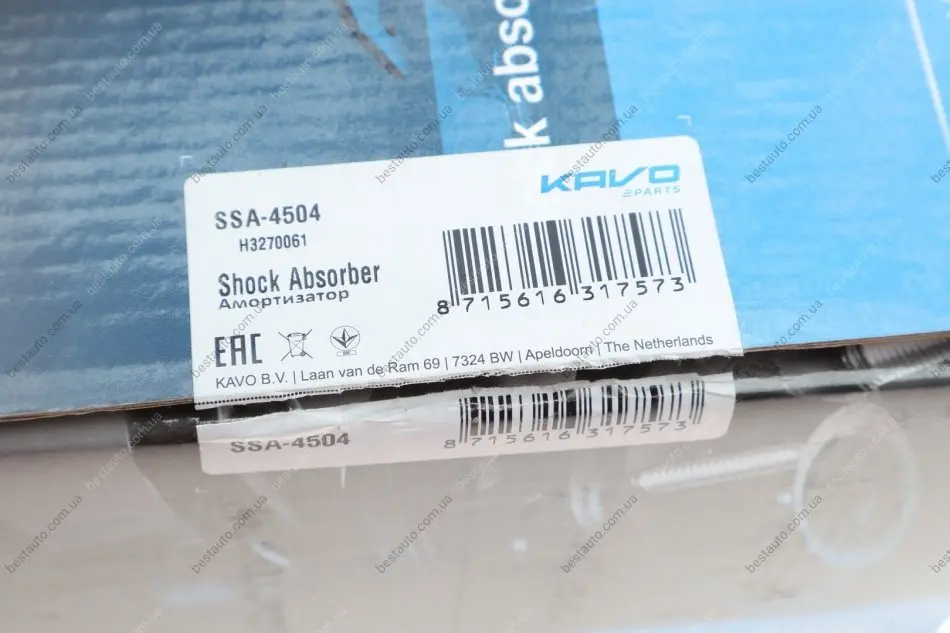 k abso
KAVO
PARTS
SSA-4504
H3270061
Shock Absorber
Амортизатор
8 715616 317573
EAC
KAVO B.V. | Laan van de Ram 69 | 7324 BW | Apeldoorn | The Netherlands
SSA-4504
8 715616 317573
bestauto.com.ua